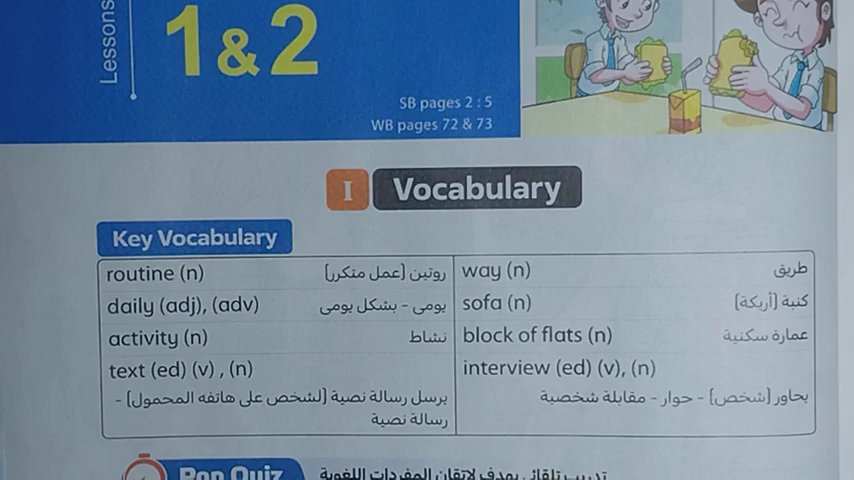 Lessons
1 & 2
SB pages 2 : 5
WB pages 72 & 73
I Vocabulary
Key Vocabulary
routine (n) روتين [عمل متكرر]
way (n) طريق
daily (adj), (adv) يومى - بشكل يومى
sofa (n) كنبة [أريكة]
activity (n) نشاط
block of flats (n) عمارة سكنية
text (ed) (v) , (n)
يرسل رسالة نصية [لشخص على هاتفه المحمول] -
رسالة نصية
interview (ed) (v), (n)
يحاور [شخص] - حوار - مقابلة شخصية
Pop Quiz تدريب تلقائى يهدف لإتقان المفردات اللغوية